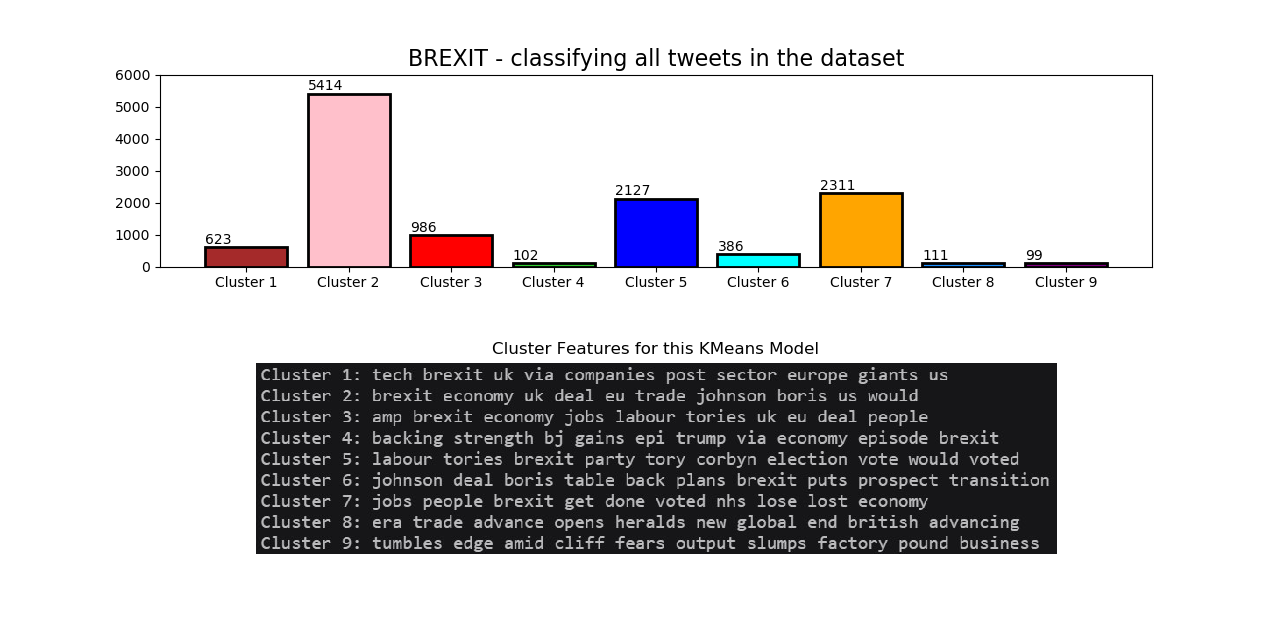 BREXIT - classifying all tweets in the dataset
6000
5000
4000
3000
2000
1000
0
623
5414
986
102
2127
386
2311
111
99
Cluster 1 Cluster 2 Cluster 3 Cluster 4 Cluster 5 Cluster 6 Cluster 7 Cluster 8 Cluster 9
Cluster Features for this KMeans Model
Cluster 1: tech brexit uk via companies post sector europe giants us
Cluster 2: brexit economy uk deal eu trade johnson boris us would
Cluster 3: amp brexit economy jobs labour tories uk eu deal people
Cluster 4: backing strength bj gains epi trump via economy episode brexit
Cluster 5: labour tories brexit party tory corbyn election vote would voted
Cluster 6: johnson deal boris table back plans brexit puts prospect transition
Cluster 7: jobs people brexit get done voted nhs lose lost economy
Cluster 8: era trade advance opens heralds new global end british advancing
Cluster 9: tumbles edge amid cliff fears output slumps factory pound business